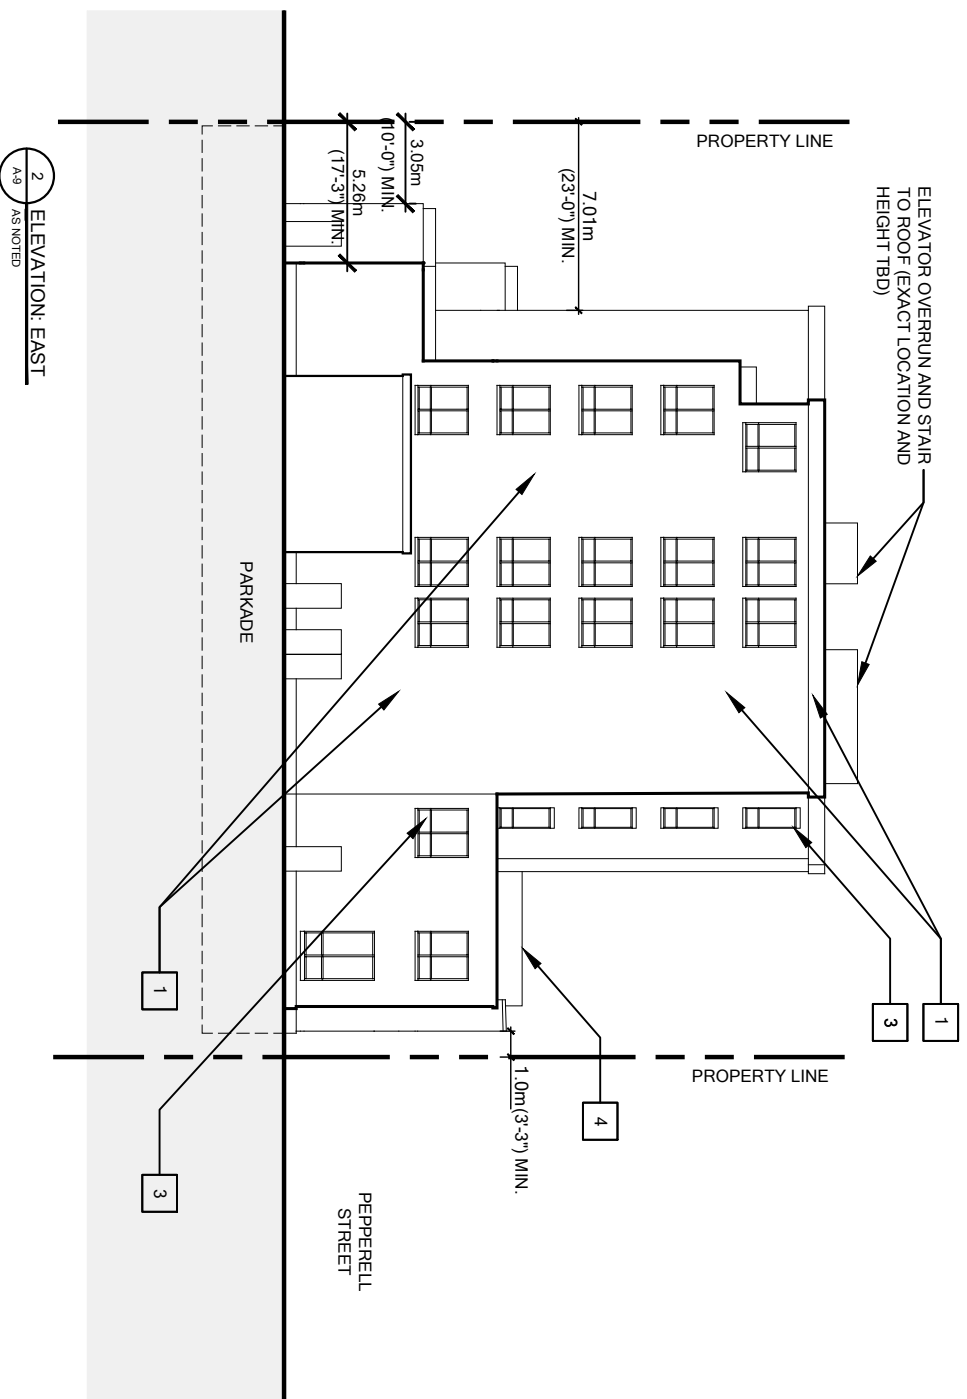 ELEVATOR OVERRUN AND STAIR
TO ROOF (EXACT LOCATION AND
HEIGHT TBD)
PROPERTY LINE
PROPERTY LINE
7.01m
(23'-0") MIN.
3.05m
(10'-0") MIN.
5.26m
(17'-3") MIN.
1.0m(3'-3") MIN.
1
3
4
PEPPERELL
STREET
PARKADE
1
3
2
A-9
ELEVATION: EAST
AS NOTED